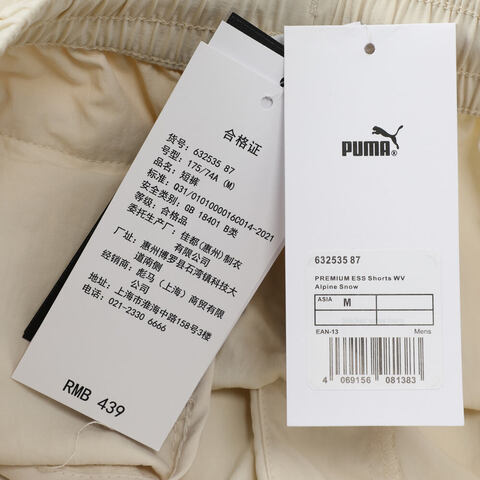 合格证
货号: 632535 87
号型: 175/74A (M)
品名: 短裤
标准: Q31/0101000016C014-2021
安全类别: GB 18401 B类
等级: 合格品
委托生产厂: 佳都(惠州)制衣
有限公司
厂址: 惠州博罗县石湾镇科技大
道南侧
经销商: 彪马(上海)商贸有限公司
地址: 上海市淮海中路158号3楼
电话: 021-2330 6666
RMB 439
PUMA®
632535 87
PREMIUM ESS Shorts WV
Alpine Snow
ASIA M
EAN-13 Mens
4 069156 081383